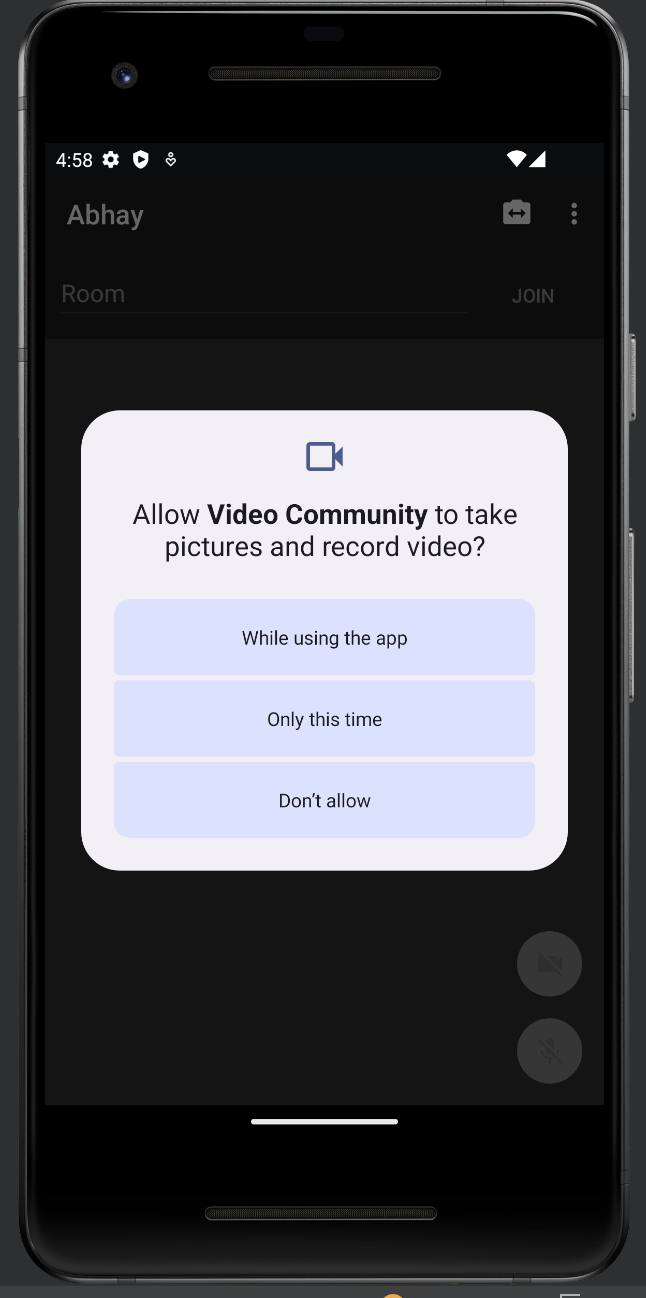 4:58
Abhay
Room
JOIN
Allow Video Community to take
pictures and record video?
While using the app
Only this time
Don’t allow